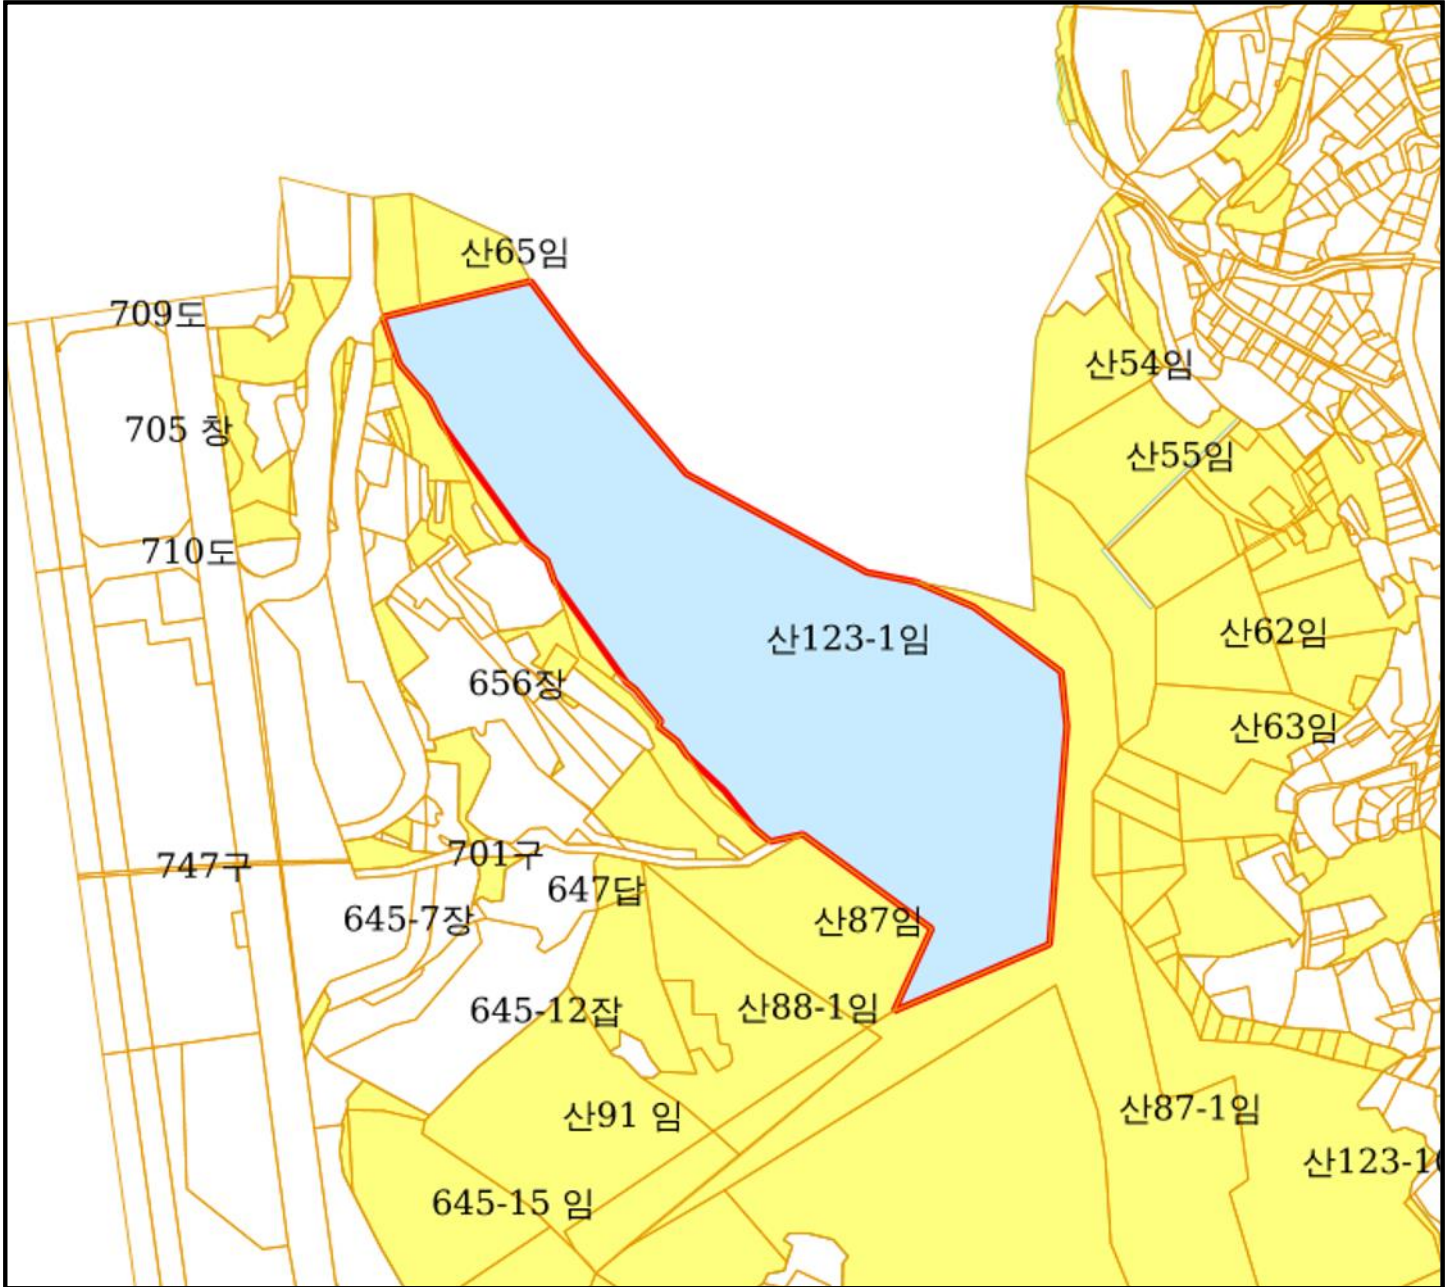 산65임
709도
산54임
705 창
산55임
710도
산62임
산123-1임
656장
산63임
701구
747구
647답
645-7장
산87임
산88-1임
645-12잡
산87-1임
산91 임
산123-1
645-15 임